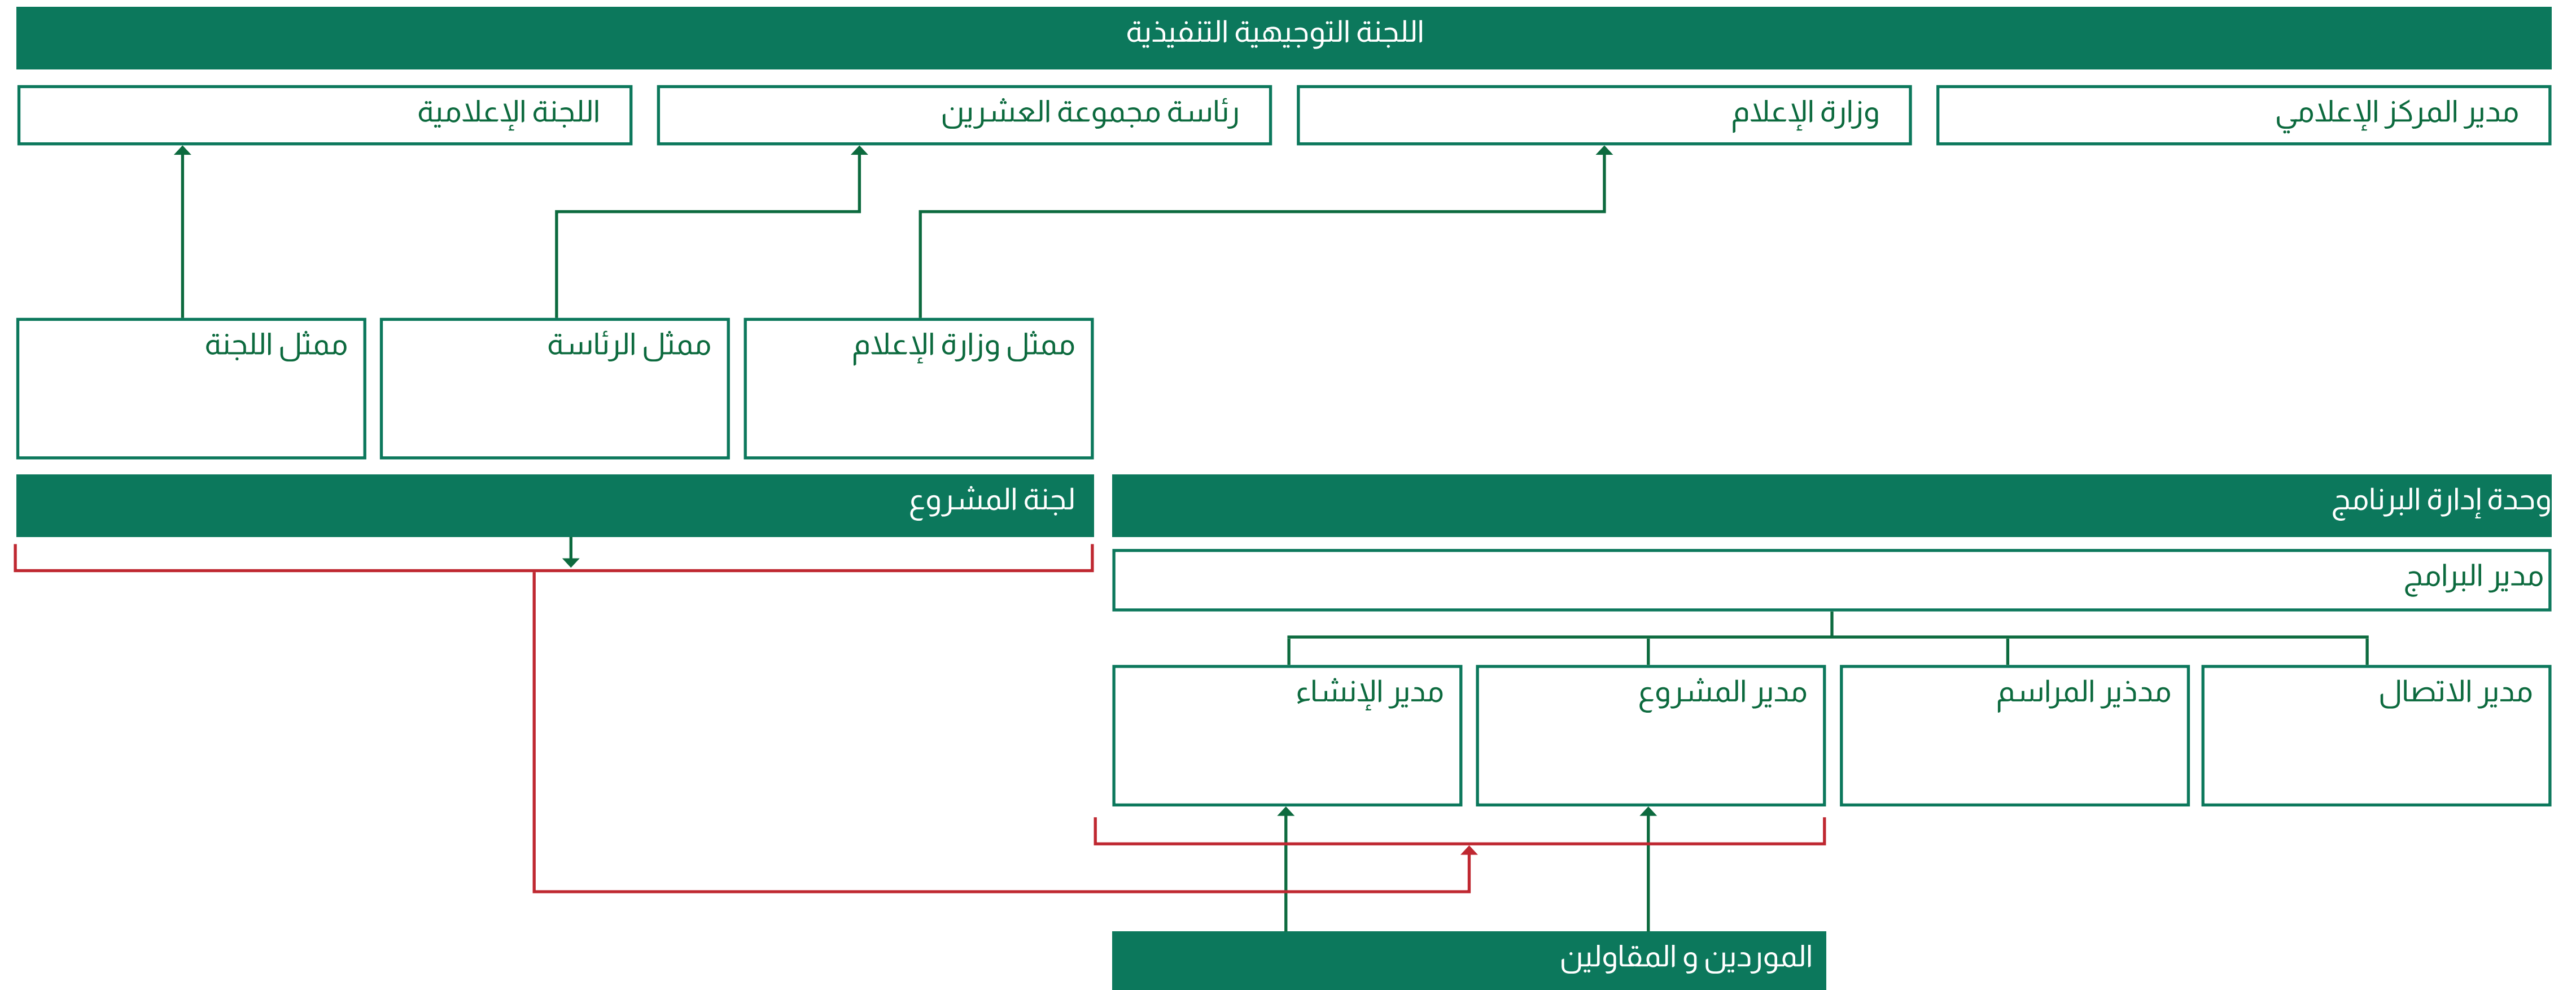 اللجنة التوجيهية التنفيذية
مدير المركز الإعلامي
وزارة الإعلام
رئاسة مجموعة العشرين
اللجنة الإعلامية
ممثل وزارة الإعلام
ممثل الرئاسة
ممثل اللجنة
وحدة إدارة البرنامج
لجنة المشروع
مدير البرامج
مدير الاتصال
مدذير المراسم
مدير المشروع
مدير الإنشاء
الموردين و المقاولين